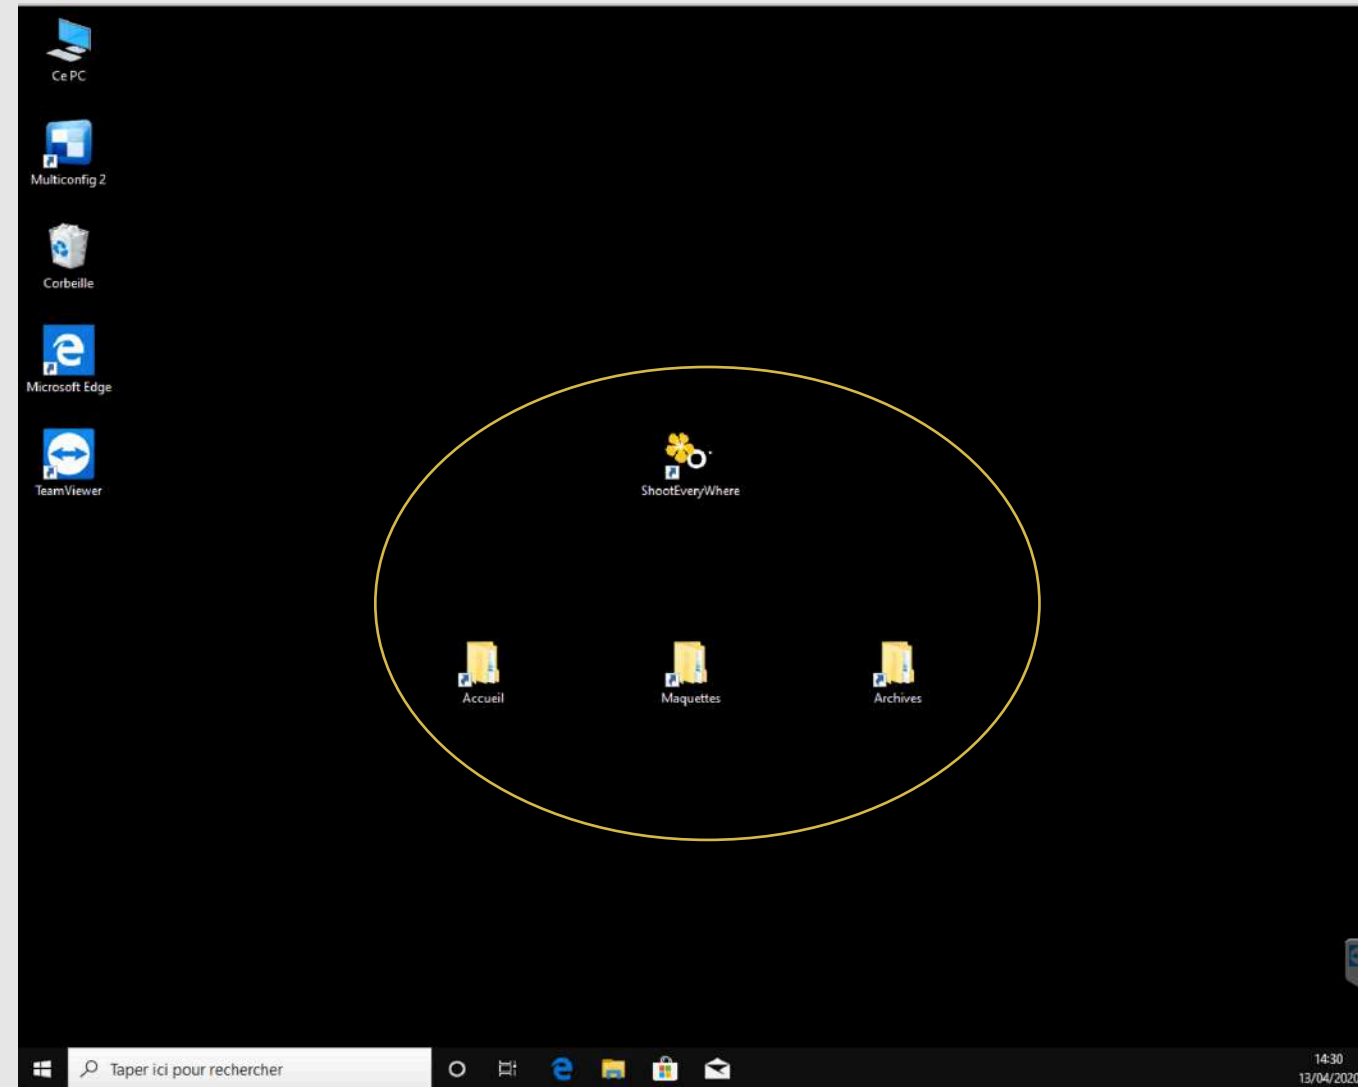 Ce PC
Multiconfig 2
Corbeille
Microsoft Edge
TeamViewer
ShootEveryWhere
Accueil
Maquettes
Archives
Taper ici pour rechercher
14:30
13/04/2020